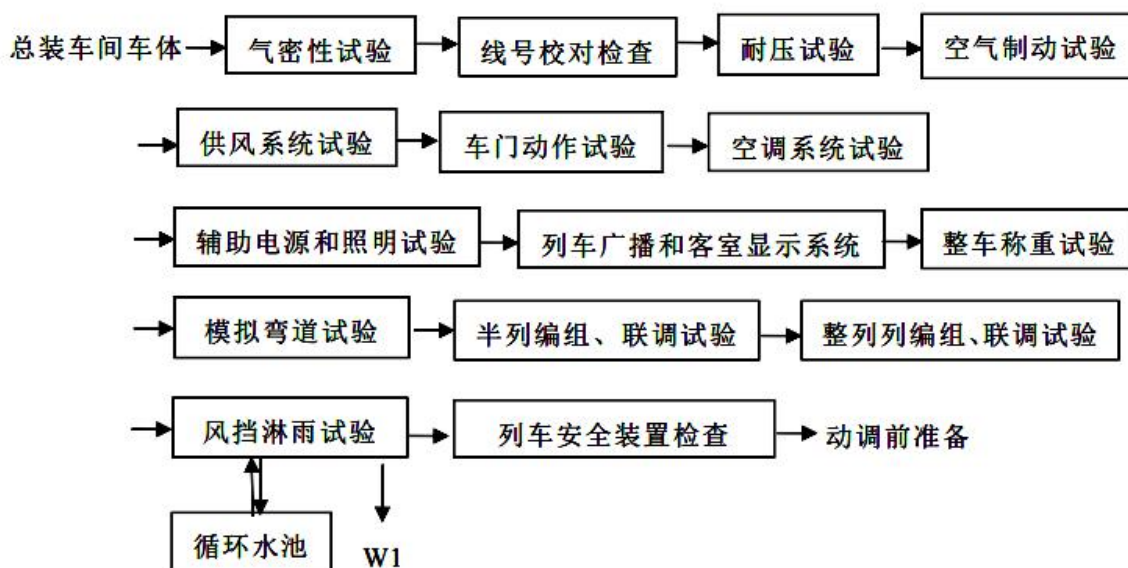 总装车间车体 气密性试验 线号校对检查 耐压试验 空气制动试验
供风系统试验 车门动作试验 空调系统试验
辅助电源和照明试验 列车广播和客室显示系统 整车称重试验
模拟弯道试验 半列编组、联调试验 整列列编组、联调试验
风挡淋雨试验 列车安全装置检查 动调前准备
循环水池 W1